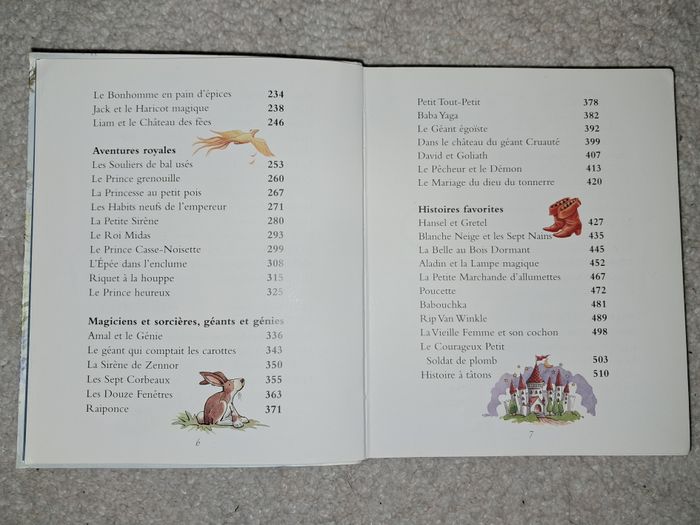 Le Bonhomme en pain d'épices 234
Jack et le Haricot magique 238
Liam et le Château des fées 246
Aventures royales
Les Souliers de bal usés 253
Le Prince grenouille 260
La Princesse au petit pois 267
Les Habits neufs de l'empereur 271
La Petite Sirène 280
Le Roi Midas 293
Le Prince Casse-Noisette 299
L'Épée dans l'enclume 308
Riquet à la houppe 315
Le Prince heureux 325
Magiciens et sorcières, géants et génies
Amal et le Génie 336
Le géant qui comptait les carottes 343
La Sirène de Zennor 350
Les Sept Corbeaux 355
Les Douze Fenêtres 363
Raiponce 371
6
Petit Tout-Petit 378
Baba Yaga 382
Le Géant égoïste 392
Dans le château du géant Cruauté 399
David et Goliath 407
Le Pêcheur et le Démon 413
Le Mariage du dieu du tonnerre 420
Histoires favorites
Hansel et Gretel 427
Blanche Neige et les Sept Nains 435
La Belle au Bois Dormant 445
Aladin et la Lampe magique 452
La Petite Marchande d'allumettes 467
Poucette 472
Babouchka 481
Rip Van Winkle 489
La Vieille Femme et son cochon 498
Le Courageux Petit
Soldat de plomb 503
Histoire à tâtons 510
7